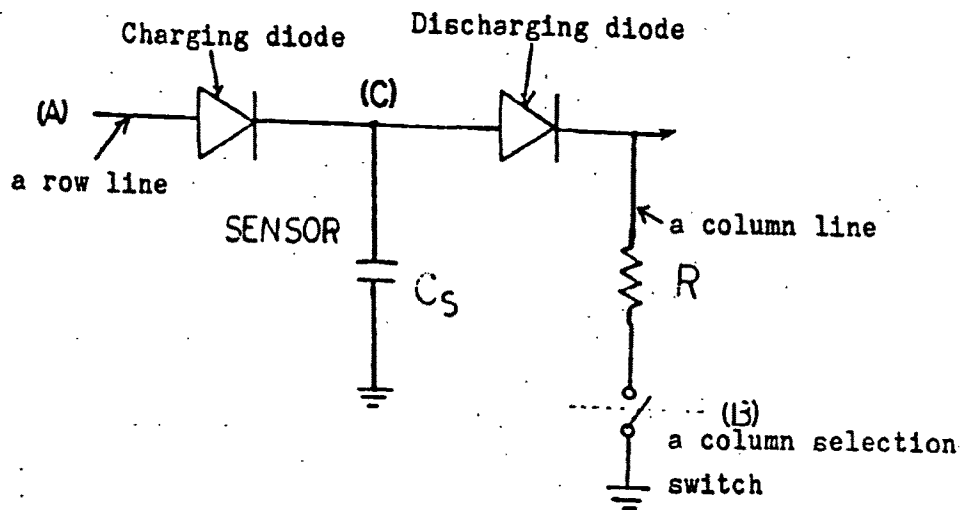 Charging diode
Discharging diode
(A)
(C)
a row line
a column line
SENSOR
CS
R
(B)
a column selection
switch